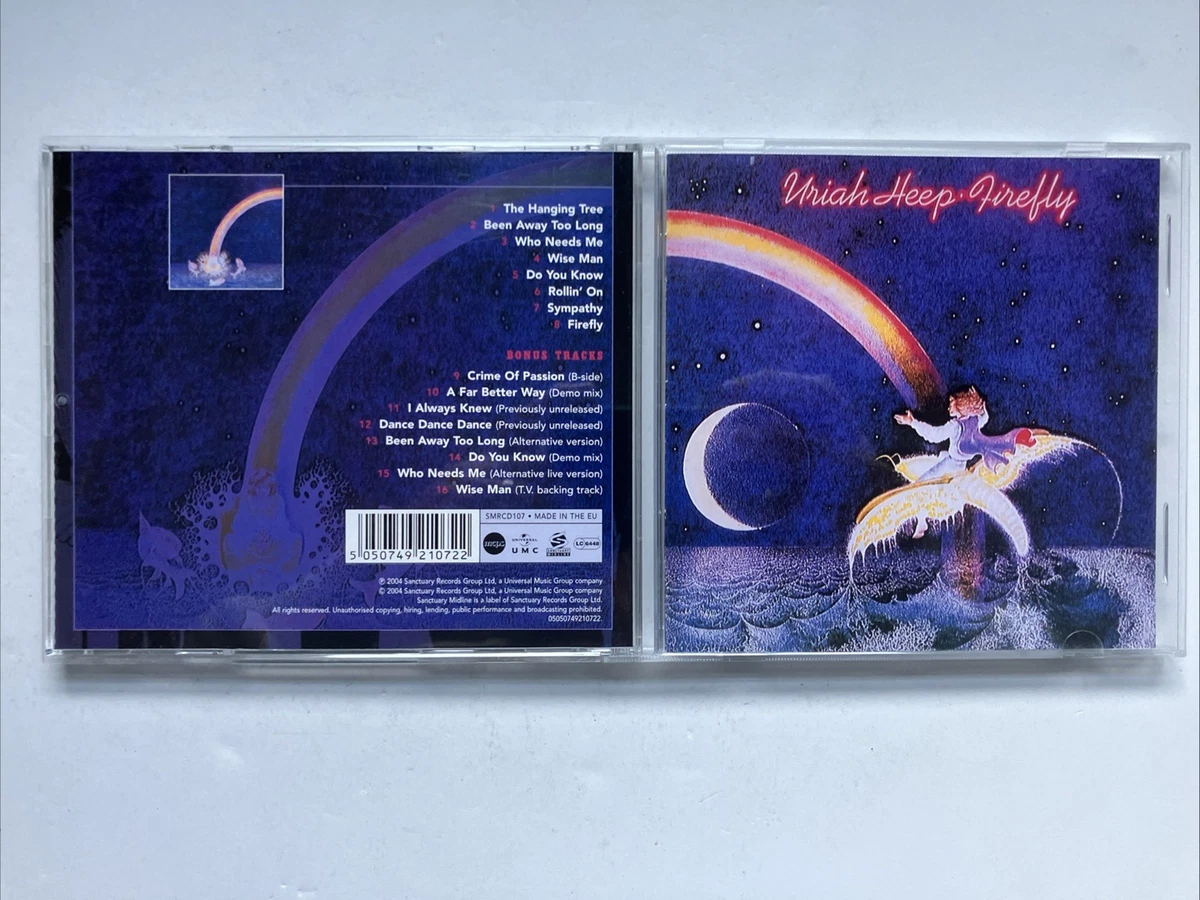 1 The Hanging Tree
2 Been Away Too Long
3 Who Needs Me
4 Wise Man
5 Do You Know
6 Rollin' On
7 Sympathy
8 Firefly
BONUS TRACKS
9 Crime Of Passion (B-side)
10 A Far Better Way (Demo mix)
11 I Always Knew (Previously unreleased)
12 Dance Dance Dance (Previously unreleased)
13 Been Away Too Long (Alternative version)
14 Do You Know (Demo mix)
15 Who Needs Me (Alternative live version)
16 Wise Man (T.V. backing track)
SMRCD107 • MADE IN THE EU
5 050749 210722
mcps
UNIVERSAL
UMC
SANCTUARY
MIDLINE
LC 6448
℗ 2004 Sanctuary Records Group Ltd, a Universal Music Group company
© 2004 Sanctuary Records Group Ltd, a Universal Music Group company
Sanctuary Midline is a label of Sanctuary Records Group Ltd.
All rights reserved. Unauthorised copying, hiring, lending, public performance and broadcasting prohibited.
05050749210722
Uriah Heep · Firefly